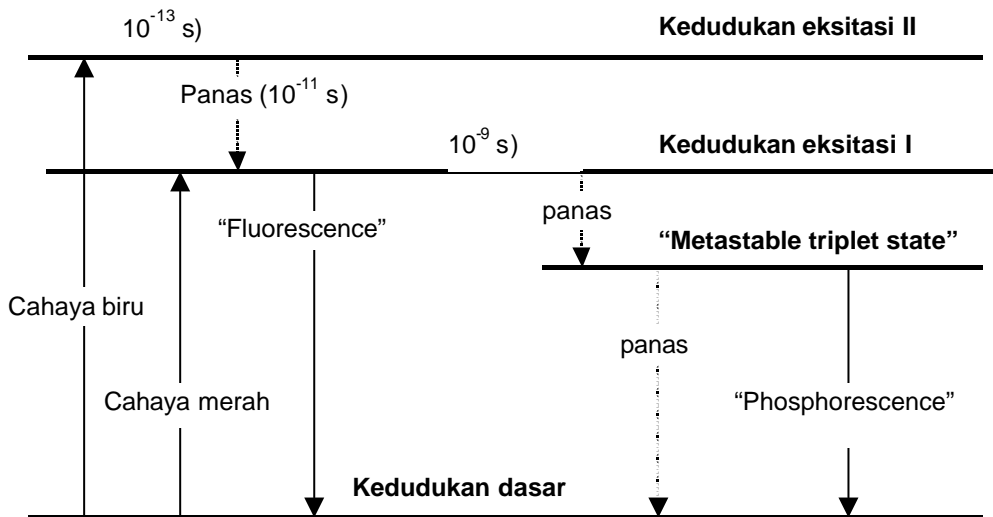 10⁻¹³ s)
Kedudukan eksitasi II
Panas (10⁻¹¹ s)
10⁻⁹ s)
Kedudukan eksitasi I
panas
“Fluorescence”
“Metastable triplet state”
Cahaya biru
panas
Cahaya merah
“Phosphorescence”
Kedudukan dasar